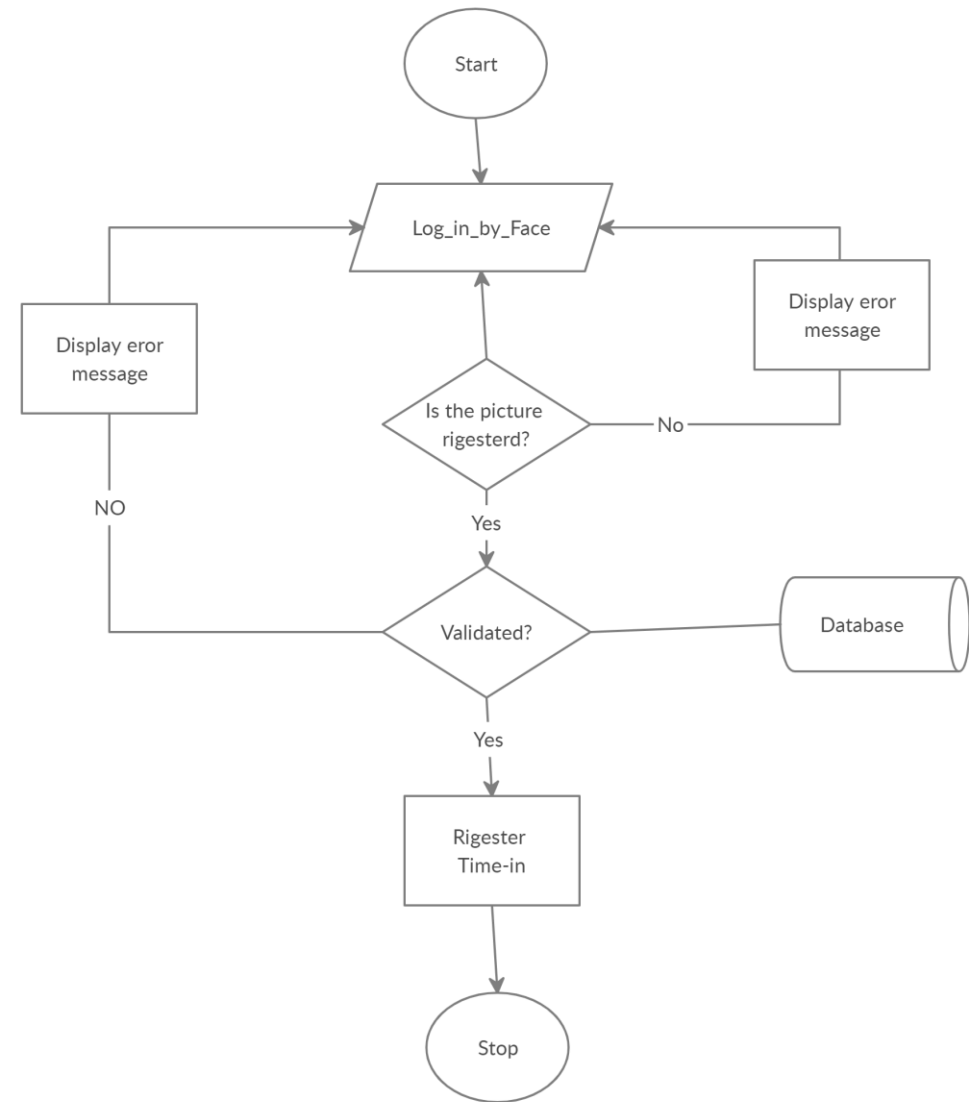 Start
Log_in_by_Face
Display eror
message
Display eror
message
Is the picture
rigesterd?
No
NO
Yes
Validated?
Database
Yes
Rigester
Time-in
Stop